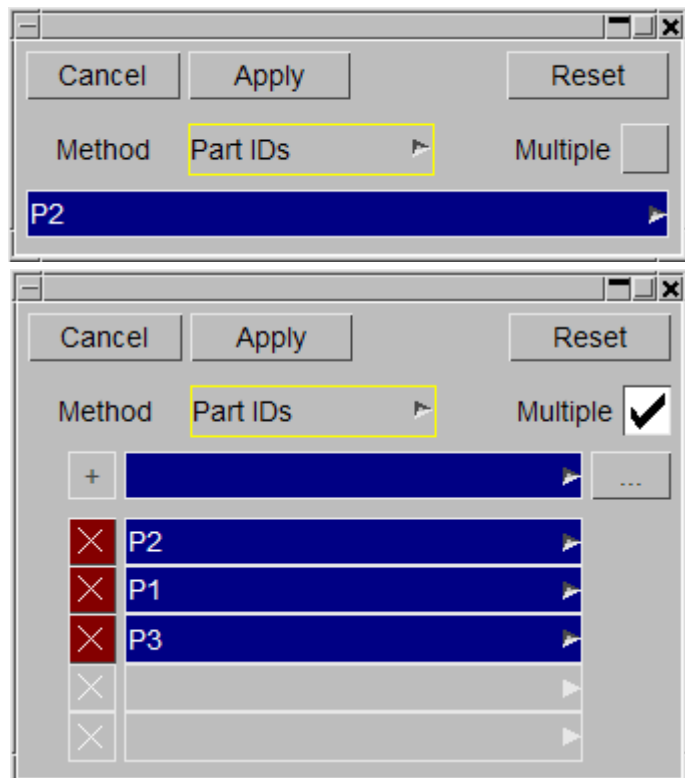 Cancel Apply Reset
Method Part IDs Multiple
P2
Cancel Apply Reset
Method Part IDs Multiple
+ ...
P2
P1
P3